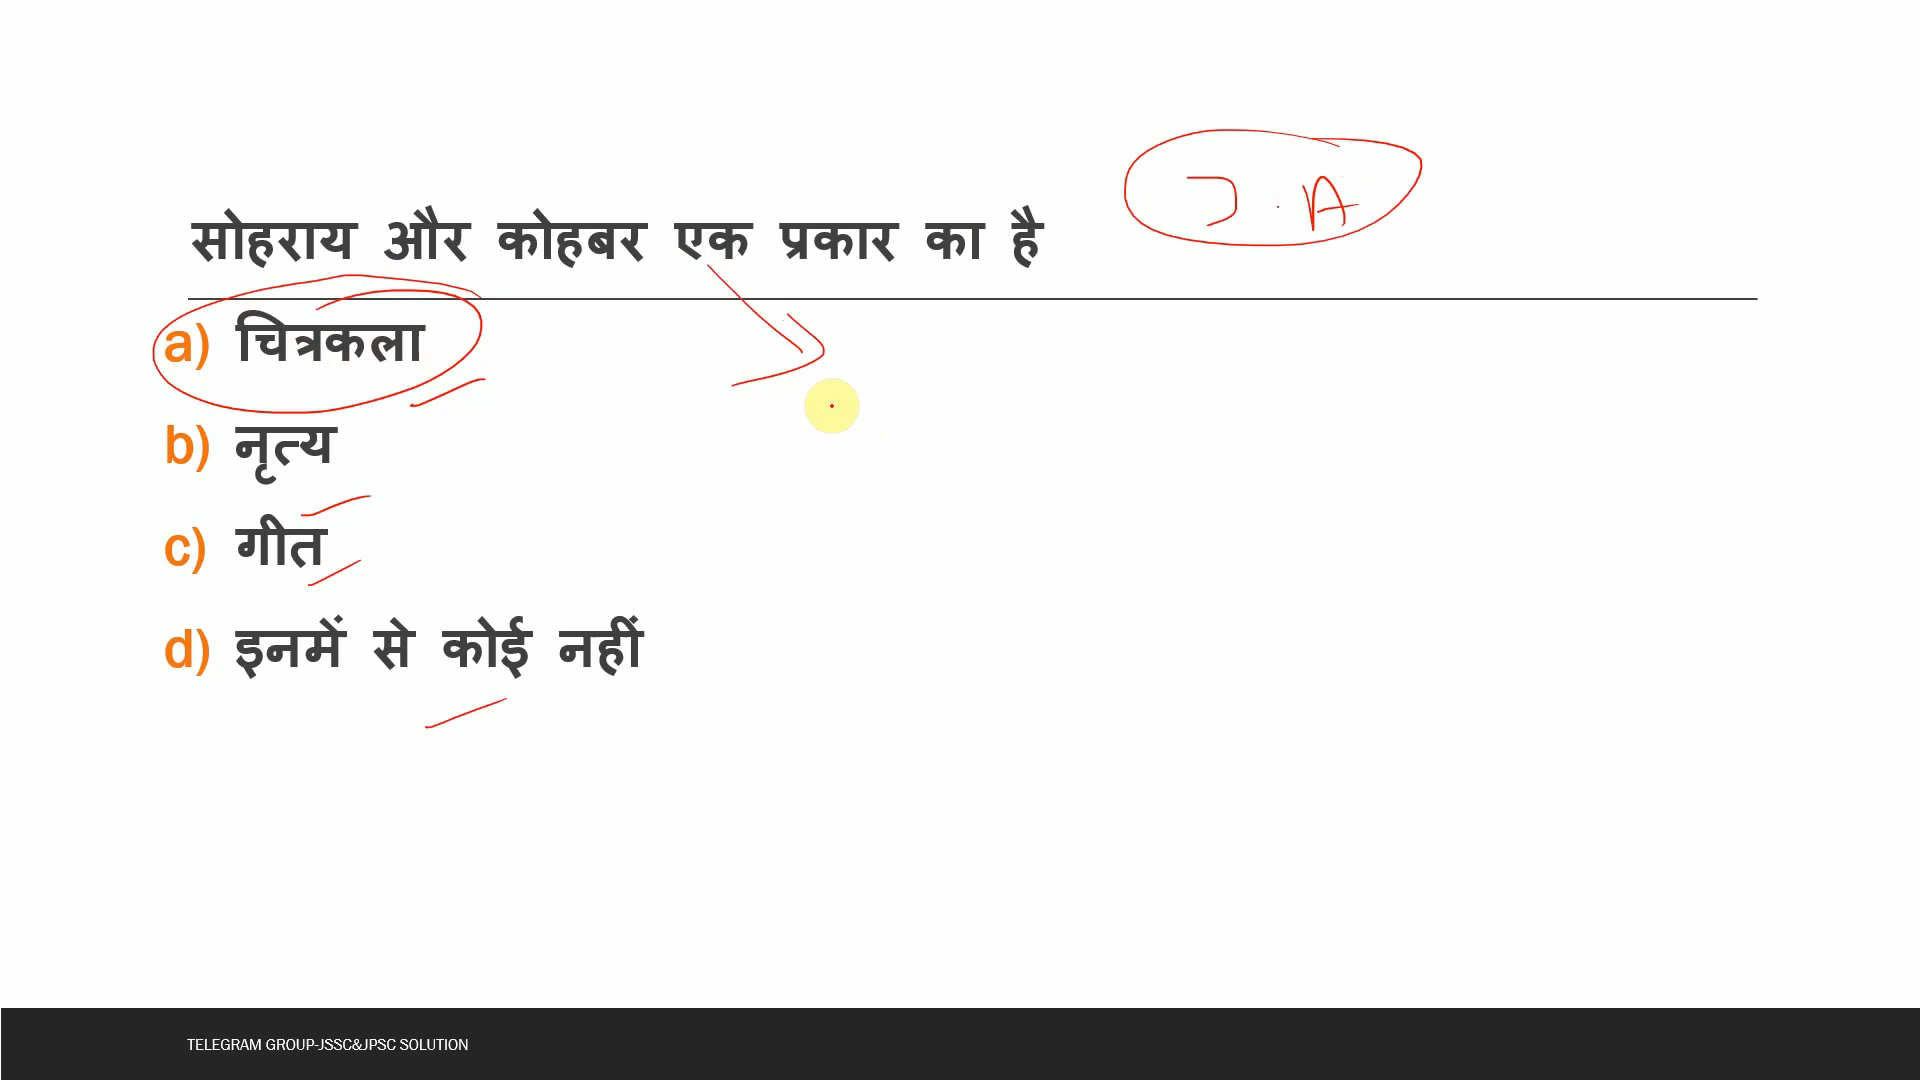 सोहराय और कोहबर एक प्रकार का है
a) चित्रकला
b) नृत्य
c) गीत
d) इनमें से कोई नहीं
TELEGRAM GROUP-JSSC&JPSC SOLUTION